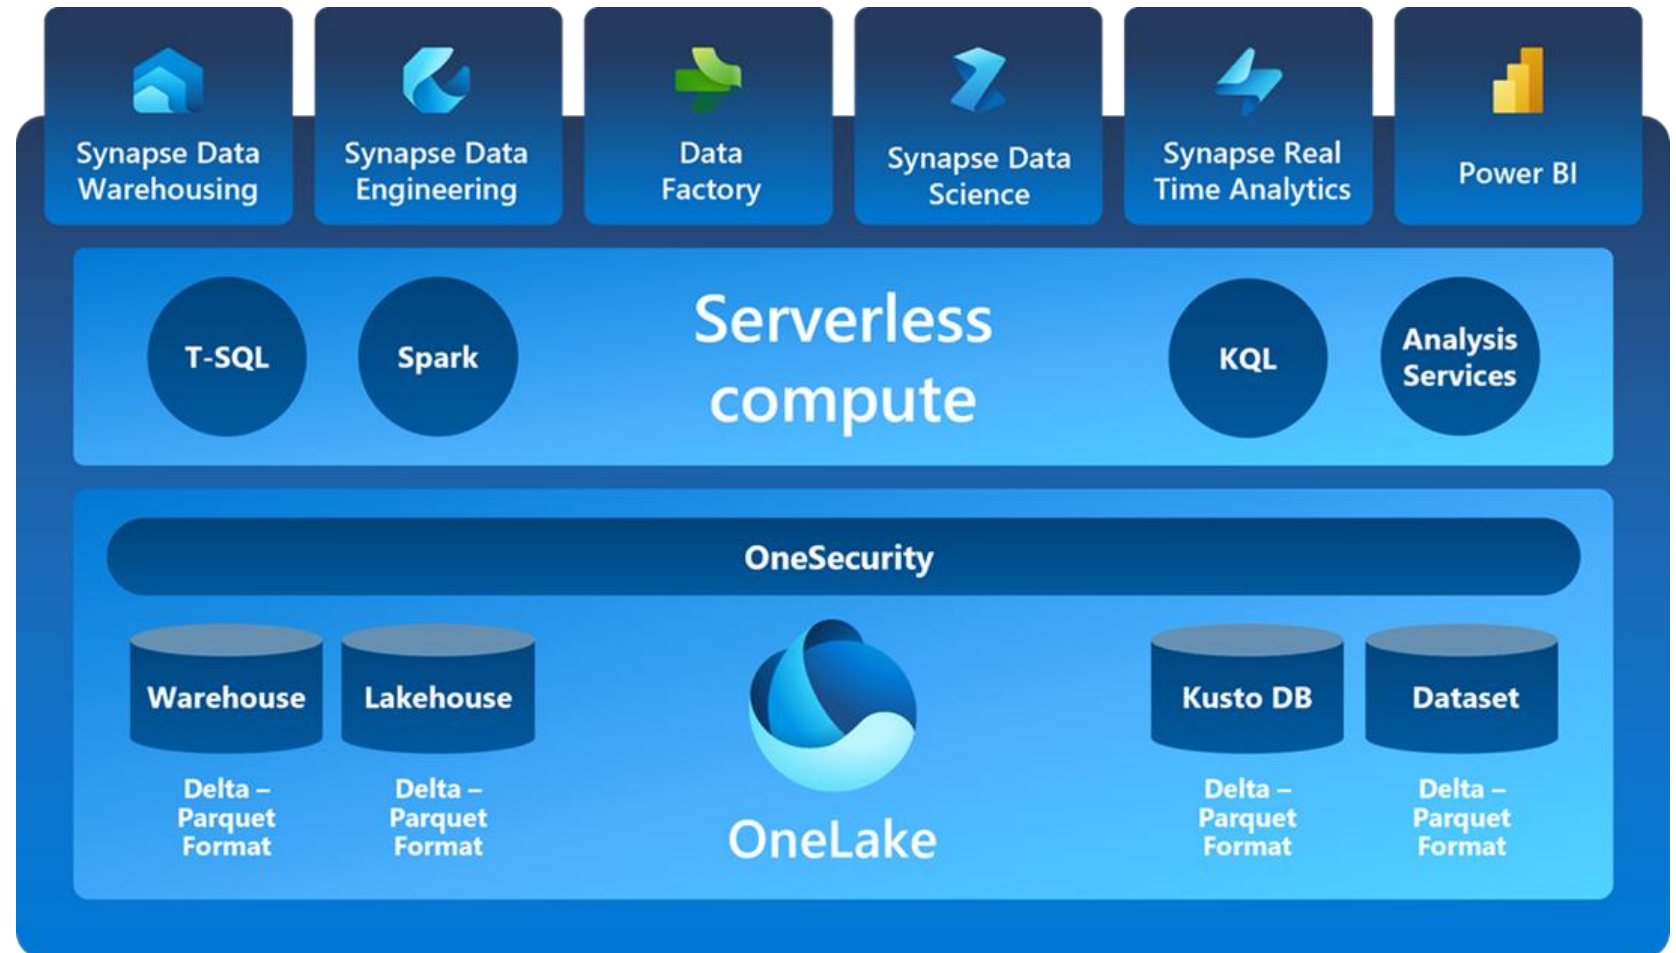 Synapse Data
Warehousing
Synapse Data
Engineering
Data
Factory
Synapse Data
Science
Synapse Real
Time Analytics
Power BI
T-SQL
Spark
Serverless
compute
KQL
Analysis
Services
OneSecurity
Warehouse
Lakehouse
Kusto DB
Dataset
Delta –
Parquet
Format
Delta –
Parquet
Format
OneLake
Delta –
Parquet
Format
Delta –
Parquet
Format